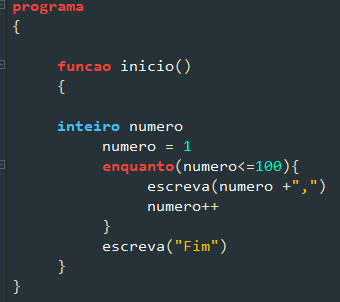 programa
{
funcao inicio()
{
inteiro numero
numero = 1
enquanto(numero<=100){
escreva(numero +",")
numero++
}
escreva("Fim")
}
}